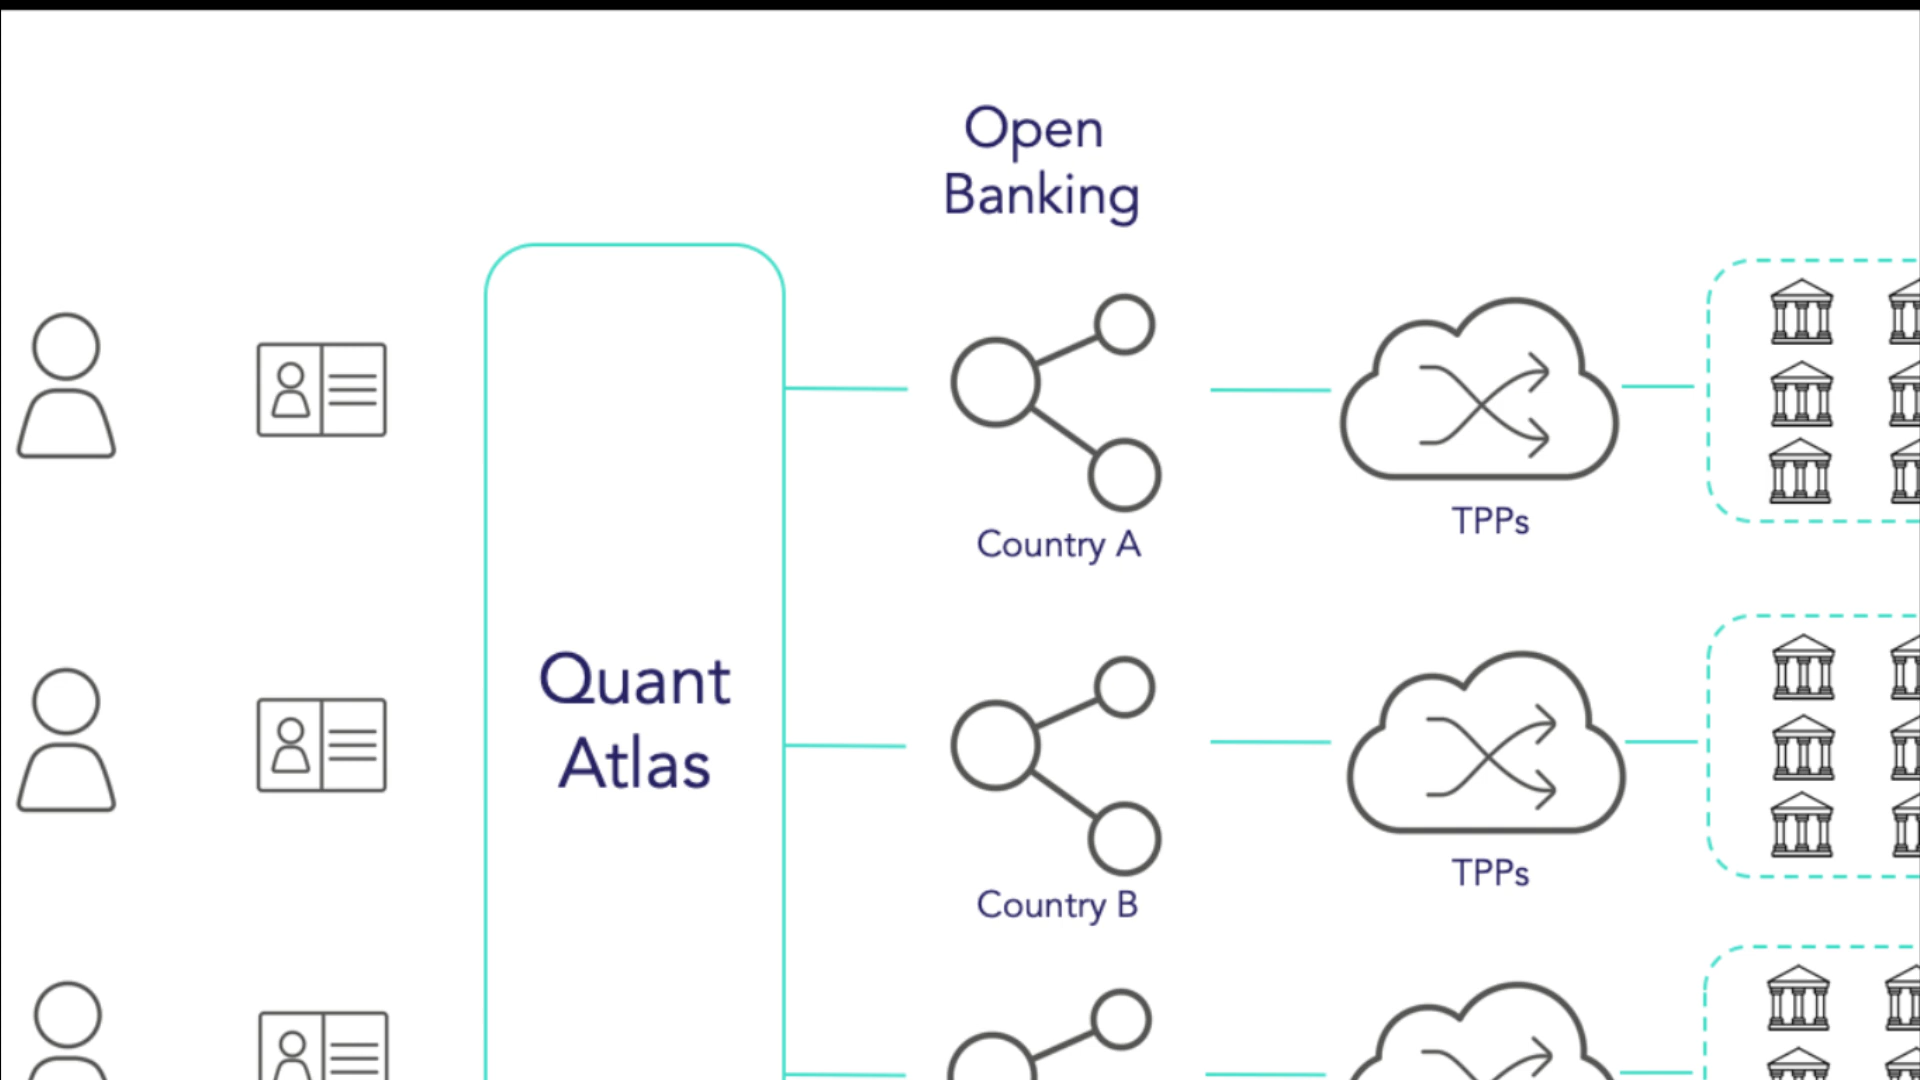 Open
Banking
Country A
TPPs
Quant
Atlas
Country B
TPPs